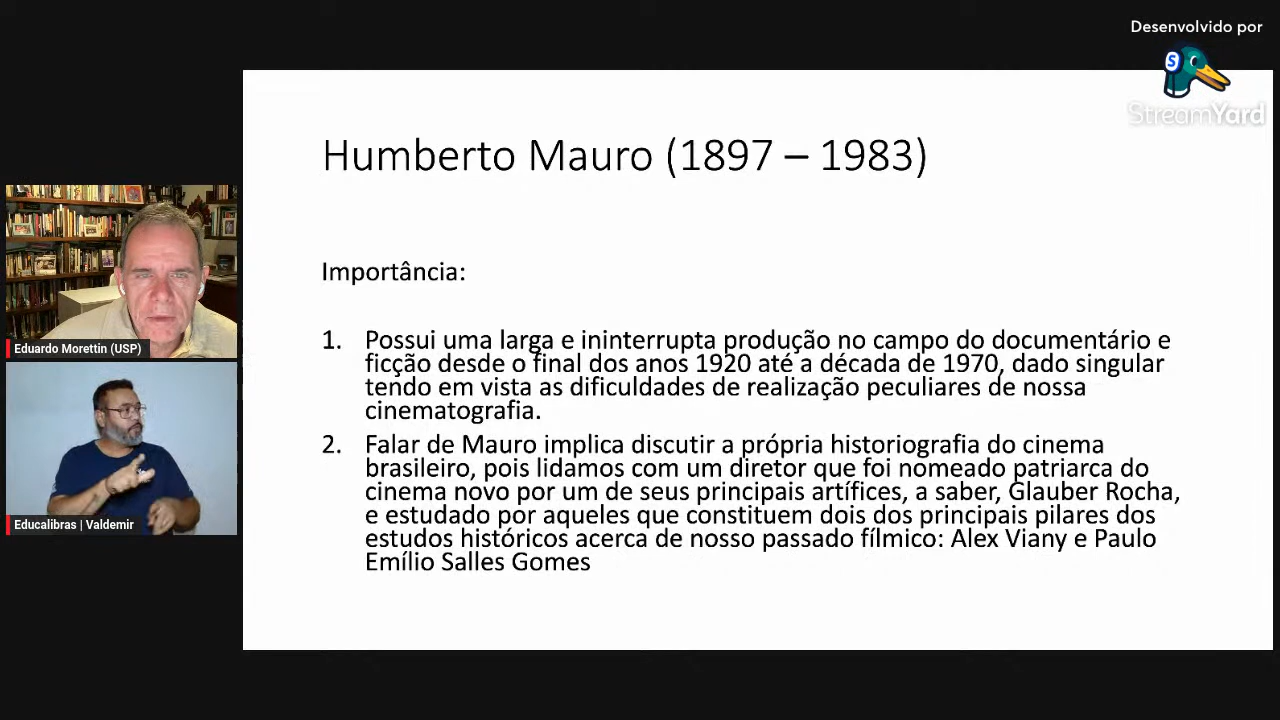 Desenvolvido por
StreamYard
Humberto Mauro (1897 – 1983)
Importância:
1. Possui uma larga e ininterrupta produção no campo do documentário e
ficção desde o final dos anos 1920 até a década de 1970, dado singular
tendo em vista as dificuldades de realização peculiares de nossa
cinematografia.
2. Falar de Mauro implica discutir a própria historiografia do cinema
brasileiro, pois lidamos com um diretor que foi nomeado patriarca do
cinema novo por um de seus principais artífices, a saber, Glauber Rocha,
e estudado por aqueles que constituem dois dos principais pilares dos
estudos históricos acerca de nosso passado fílmico: Alex Viany e Paulo
Emílio Salles Gomes
Eduardo Morettin (USP)
Educalibras | Valdemir